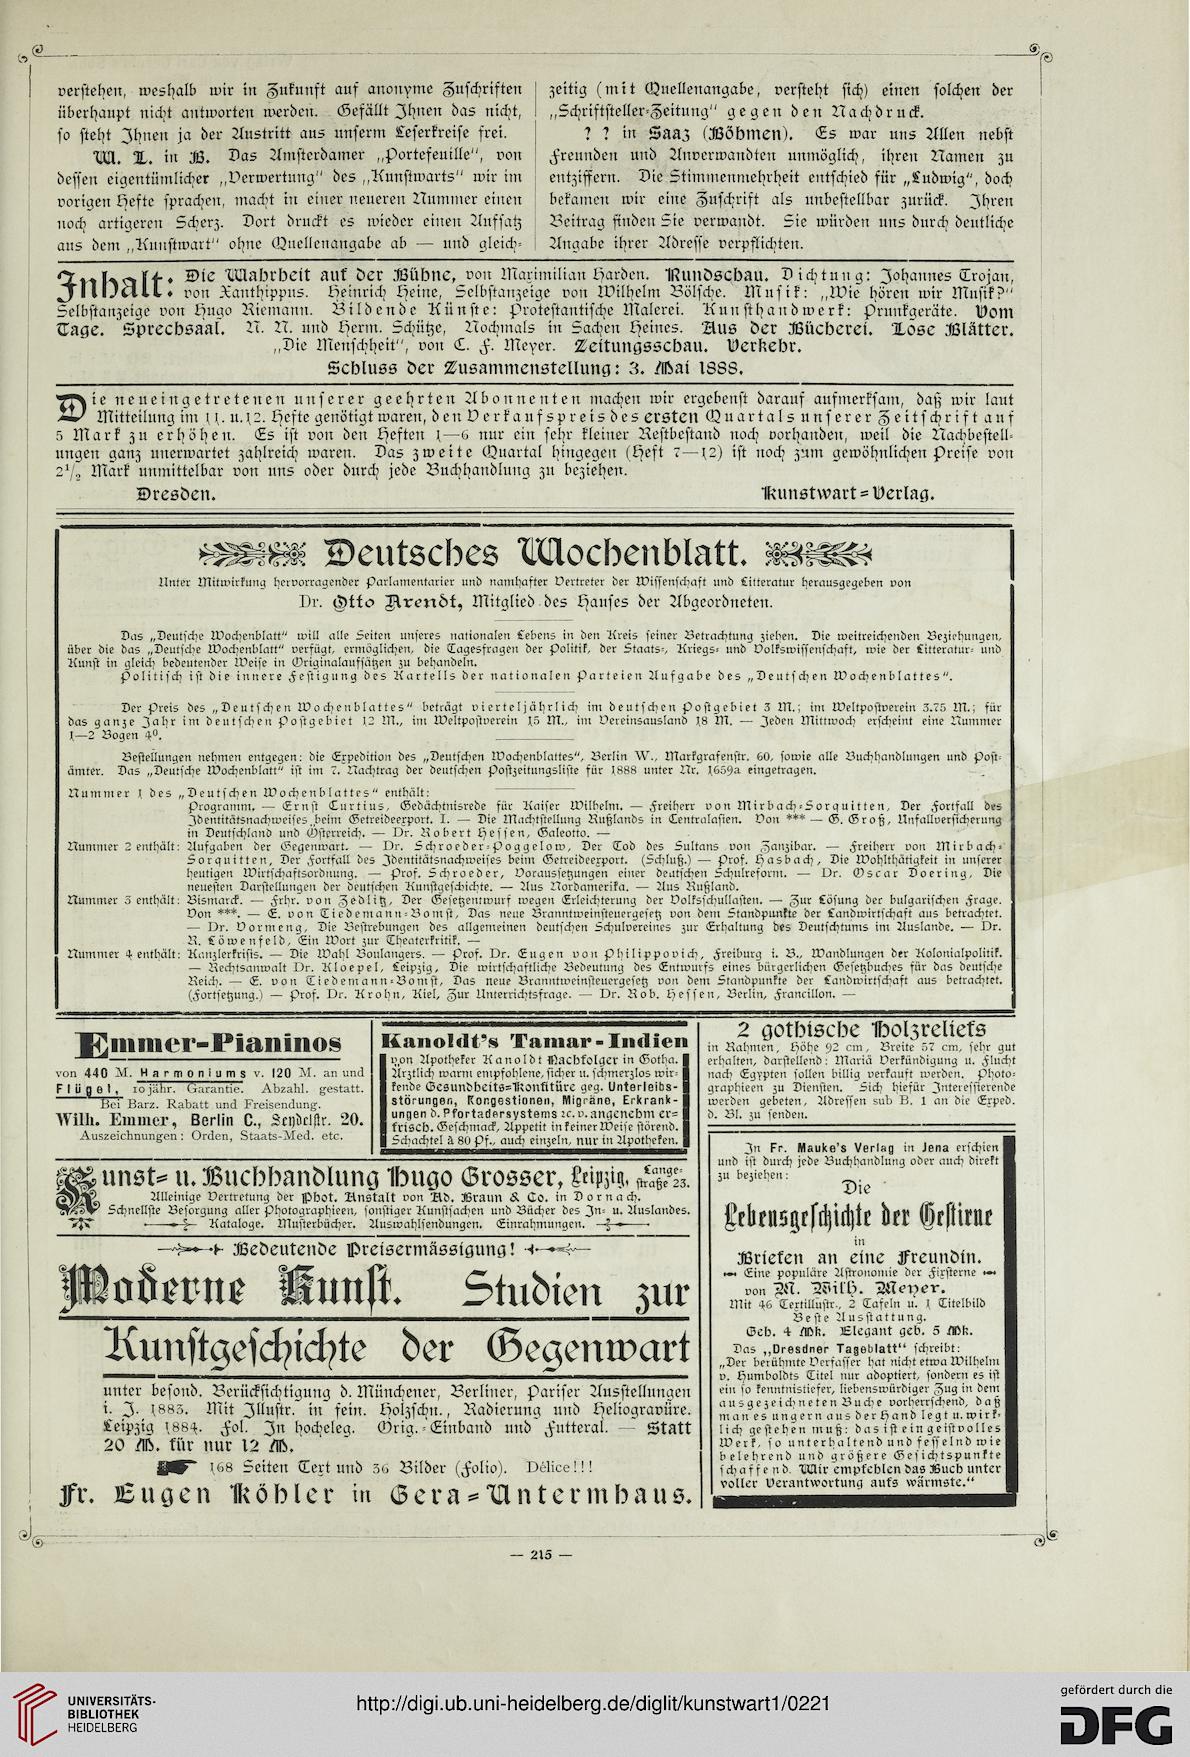 verstehen, weshalb wir in Zukunft auf anonyme Zuschriften
überhaupt nicht antworten werden. Gefällt Ihnen das nicht,
so steht Ihnen ja der Austritt aus unserm Leserkreise frei.
W. L. in B. Das Amsterdamer „Portefeuille", von
dessen eigentümlicher „Verwertung" des „Kunstwarts" wir im
vorigen Hefte sprachen, macht in einer neueren Nummer einen
noch artigeren Scherz. Dort druckt es wieder einen Aufsatz
aus dem „Kunstwart" ohne Quellenangabe ab — und gleich-
zeitig (mit Quellenangabe, versteht sich) einen solchen der
„Schriftsteller-Zeitung" gegen den Nachdruck.
? ? in Saaz (Böhmen). Es war uns Allen nebst
Freunden und Anverwandten unmöglich, ihren Namen zu
entziffern. Die Stimmenmehrheit entschied für „Ludwig", doch
bekamen wir eine Zuschrift als unbestellbar zurück. Ihren
Beitrag finden Sie verwandt. Sie würden uns durch deutliche
Angabe ihrer Adresse verpflichten.
Inhalt: Die Wahrheit auf der Bühne, von Maximilian Harden. Rundschau. Dichtung: Johannes Trojan,
von Xanthippus. Heinrich Heine, Selbstanzeige von Wilhelm Bölsche. Musik: „Wie hören wir Musik?"
Selbstanzeige von Hugo Riemann. Bildende Künste: Protestantische Malerei. Kunsthandwerk: Prunkgeräte. Vom
Tage. Sprechsaal. N. N. und Herm. Schütze, Nochmals in Sachen Heines. Aus der Bücherei. Lose Blätter.
„Die Menschheit", von C. F. Meyer. Zeitungsschau. Verkehr.
Schluss der Zusammenstellung: 3. Mai 1888.
Die neueingetretenen unserer geehrten Abonnenten machen wir ergebenst darauf aufmerksam, daß wir laut
Mitteilung im 11. u. 12. Hefte genötigt waren, den Verkaufspreis des ersten Quartals unserer Zeitschrift auf
5 Mark zu erhöhen. Es ist von den Heften 1—6 nur ein sehr kleiner Restbestand noch vorhanden, weil die Nachbestell-
ungen ganz unerwartet zahlreich waren. Das zweite Quartal hingegen (Heft 7—12) ist noch zum gewöhnlichen Preise von
2½ Mark unmittelbar von uns oder durch jede Buchhandlung zu beziehen.
Dresden. Kunstwart-Verlag.
Deutsches Wochenblatt.
Unter Mitwirkung hervorragender Parlamentarier und namhafter Vertreter der Wissenschaft und Litteratur herausgegeben von
Dr. Otto Arendt, Mitglied des Hauses der Abgeordneten.
Das „Deutsche Wochenblatt" will alle Seiten unseres nationalen Lebens in den Kreis seiner Betrachtung ziehen. Die weitreichenden Beziehungen,
über die das „Deutsche Wochenblatt" verfügt, ermöglichen, die Tagesfragen der Politik, der Staats-, Kriegs- und Volkswissenschaft, wie der Litteratur- und
Kunst in gleich bedeutender Weise in Originalaufsätzen zu behandeln.
Politisch ist die innere Festigung des Kartells der nationalen Parteien Aufgabe des „Deutschen Wochenblattes".
Der Preis des „Deutschen Wochenblattes" beträgt vierteljährlich im deutschen Postgebiet 3 M.; im Weltpostverein 3.75 M.; für
das ganze Jahr im deutschen Postgebiet 12 M., im Weltpostverein 15 M., im Vereinsausland 18 M. — Jeden Mittwoch erscheint eine Nummer
1—2 Bogen 4⁰.
Bestellungen nehmen entgegen: die Expedition des „Deutschen Wochenblattes", Berlin W., Markgrafenstr. 60, sowie alle Buchhandlungen und Post-
ämter. Das „Deutsche Wochenblatt" ist im 7. Nachtrag der deutschen Postzeitungsliste für 1888 unter Nr. 1659a eingetragen.
Nummer 1 des „Deutschen Wochenblattes" enthält:
Programm. — Ernst Curtius, Gedächtnisrede für Kaiser Wilhelm. — Freiherr von Mirbach-Sorquitten, Der Fortfall des
Identitätsnachweises beim Getreideexport. I. — Die Machtstellung Rußlands in Centralasien. Von *** — G. Groß, Unfallversicherung
in Deutschland und Österreich. — Dr. Robert Hessen, Galeotto. —
Nummer 2 enthält: Aufgaben der Gegenwart. — Dr. Schroeder-Poggelow, Der Tod des Sultans von Zanzibar. — Freiherr von Mirbach-
Sorquitten, Der Fortfall des Identitätsnachweises beim Getreideexport. (Schluß.) — Prof. Hasbach, Die Wohlthätigkeit in unserer
heutigen Wirtschaftsordnung. — Prof. Schroeder, Voraussetzungen einer deutschen Schulreform. — Dr. Oscar Doering, Die
neuesten Darstellungen der deutschen Kunstgeschichte. — Aus Nordamerika. — Aus Rußland.
Nummer 3 enthält: Bismarck. — Frhr. von Zedlitz, Der Gesetzentwurf wegen Erleichterung der Volksschullasten. — Zur Lösung der bulgarischen Frage.
Von ***. — E. von Tiedemann-Bomst, Das neue Branntweinsteuergesetz von dem Standpunkte der Landwirtschaft aus betrachtet.
— Dr. Vormeng, Die Bestrebungen des allgemeinen deutschen Schulvereines zur Erhaltung des Deutschtums im Auslande. — Dr.
R. Löwenfeld, Ein Wort zur Theaterkritik. —
Nummer 4 enthält: Kanzlerkrisis. — Die Wahl Boulangers. — Prof. Dr. Eugen von Philippovich, Freiburg i. B., Wandlungen der Kolonialpolitik.
— Rechtsanwalt Dr. Kloepel, Leipzig, Die wirtschaftliche Bedeutung des Entwurfs eines bürgerlichen Gesetzbuches für das deutsche
Reich. — E. von Tiedemann-Bomst, Das neue Branntweinsteuergesetz von dem Standpunkte der Landwirtschaft aus betrachtet.
(Fortsetzung.) — Prof. Dr. Krohn, Kiel, Zur Unterrichtsfrage. — Dr. Rob. Hessen, Berlin, Francillon. —
Emmer-Pianinos
von 440 M. Harmoniums v. 120 M. an und
Flügel, 10jähr. Garantie. Abzahl. gestatt.
Bei Barz. Rabatt und Freisendung.
Wilh. Emmer, Berlin C., Seydelstr. 20.
Auszeichnungen: Orden, Staats-Med. etc.
Kanoldt's Tamar-Indien
von Apotheker Kanoldt Nachfolger in Gotha.
Ärztlich warm empfohlene, sicher u. schmerzlos wir-
kende Gesundheits-Konfitüre geg. Unterleibs-
störungen, Kongestionen, Migräne, Erkrank-
ungen d. Pfortadersystems ꝛc. v. angenehm er-
frisch. Geschmack, Appetit in keiner Weise störend.
Schachtel à 80 Pf., auch einzeln, nur in Apotheken.
Kunst- u. Buchhandlung Hugo Grosser, Leipzig, Lange-
straße 23.
Alleinige Vertretung der Phot. Anstalt von Ad. Braun & Co. in Dornach.
Schnellste Besorgung aller Photographieen, sonstiger Kunstsachen und Bücher des In- u. Auslandes.
Kataloge. Musterbücher. Auswahlsendungen. Einrahmungen.
Bedeutende Preisermässigung!
Moderne Kunst. Studien zur
Kunstgeschichte der Gegenwart
unter besond. Berücksichtigung d. Münchener, Berliner, Pariser Ausstellungen
i. J. 1883. Mit Illustr. in fein. Holzschn., Radierung und Heliogravüre.
Leipzig 1884. Fol. In hocheleg. Orig.-Einband und Futteral. — Statt
20 M. für nur 12 M.
168 Seiten Text und 36 Bilder (Folio). Délice!!!
Fr. Eugen Köhler in Gera-Untermhaus.
2 gothische Holzreliefs
in Rahmen, Höhe 92 cm, Breite 57 cm, sehr gut
erhalten, darstellend: Mariä Verkündigung u. Flucht
nach Egypten sollen billig verkauft werden. Photo-
graphieen zu Diensten. Sich hiefür Interessierende
werden gebeten, Adressen sub B. 1 an die Exped.
d. Bl. zu senden.
In Fr. Mauke's Verlag in Jena erschien
und ist durch jede Buchhandlung oder auch direkt
zu beziehen:
Die
Lebensgeschichte der Gestirne
in
Briefen an eine Freundin.
Eine populäre Astronomie der Fixsterne
von M. Wilh. Meyer.
Mit 46 Textillustr., 2 Tafeln u. 1 Titelbild
Beste Ausstattung.
Geh. 4 Mk. Elegant geb. 5 Mk.
Das „Dresdner Tageblatt" schreibt:
„Der berühmte Verfasser hat nicht etwa Wilhelm
v. Humboldts Titel nur adoptiert, sondern es ist
ein so kenntnistiefer, liebenswürdiger Zug in dem
ausgezeichneten Buche vorherrschend, daß
man es ungern aus der Hand legt u. wirk-
lich gestehen muß: das ist ein geistvolles
Werk, so unterhaltend und fesselnd wie
belehrend und größere Gesichtspunkte
schaffend. Wir empfehlen das Buch unter
voller Verantwortung aufs wärmste."
— 215 —
UNIVERSITÄTS-
BIBLIOTHEK
HEIDELBERG
http://digi.ub.uni-heidelberg.de/diglit/kunstwart1/0221
gefördert durch die
DFG